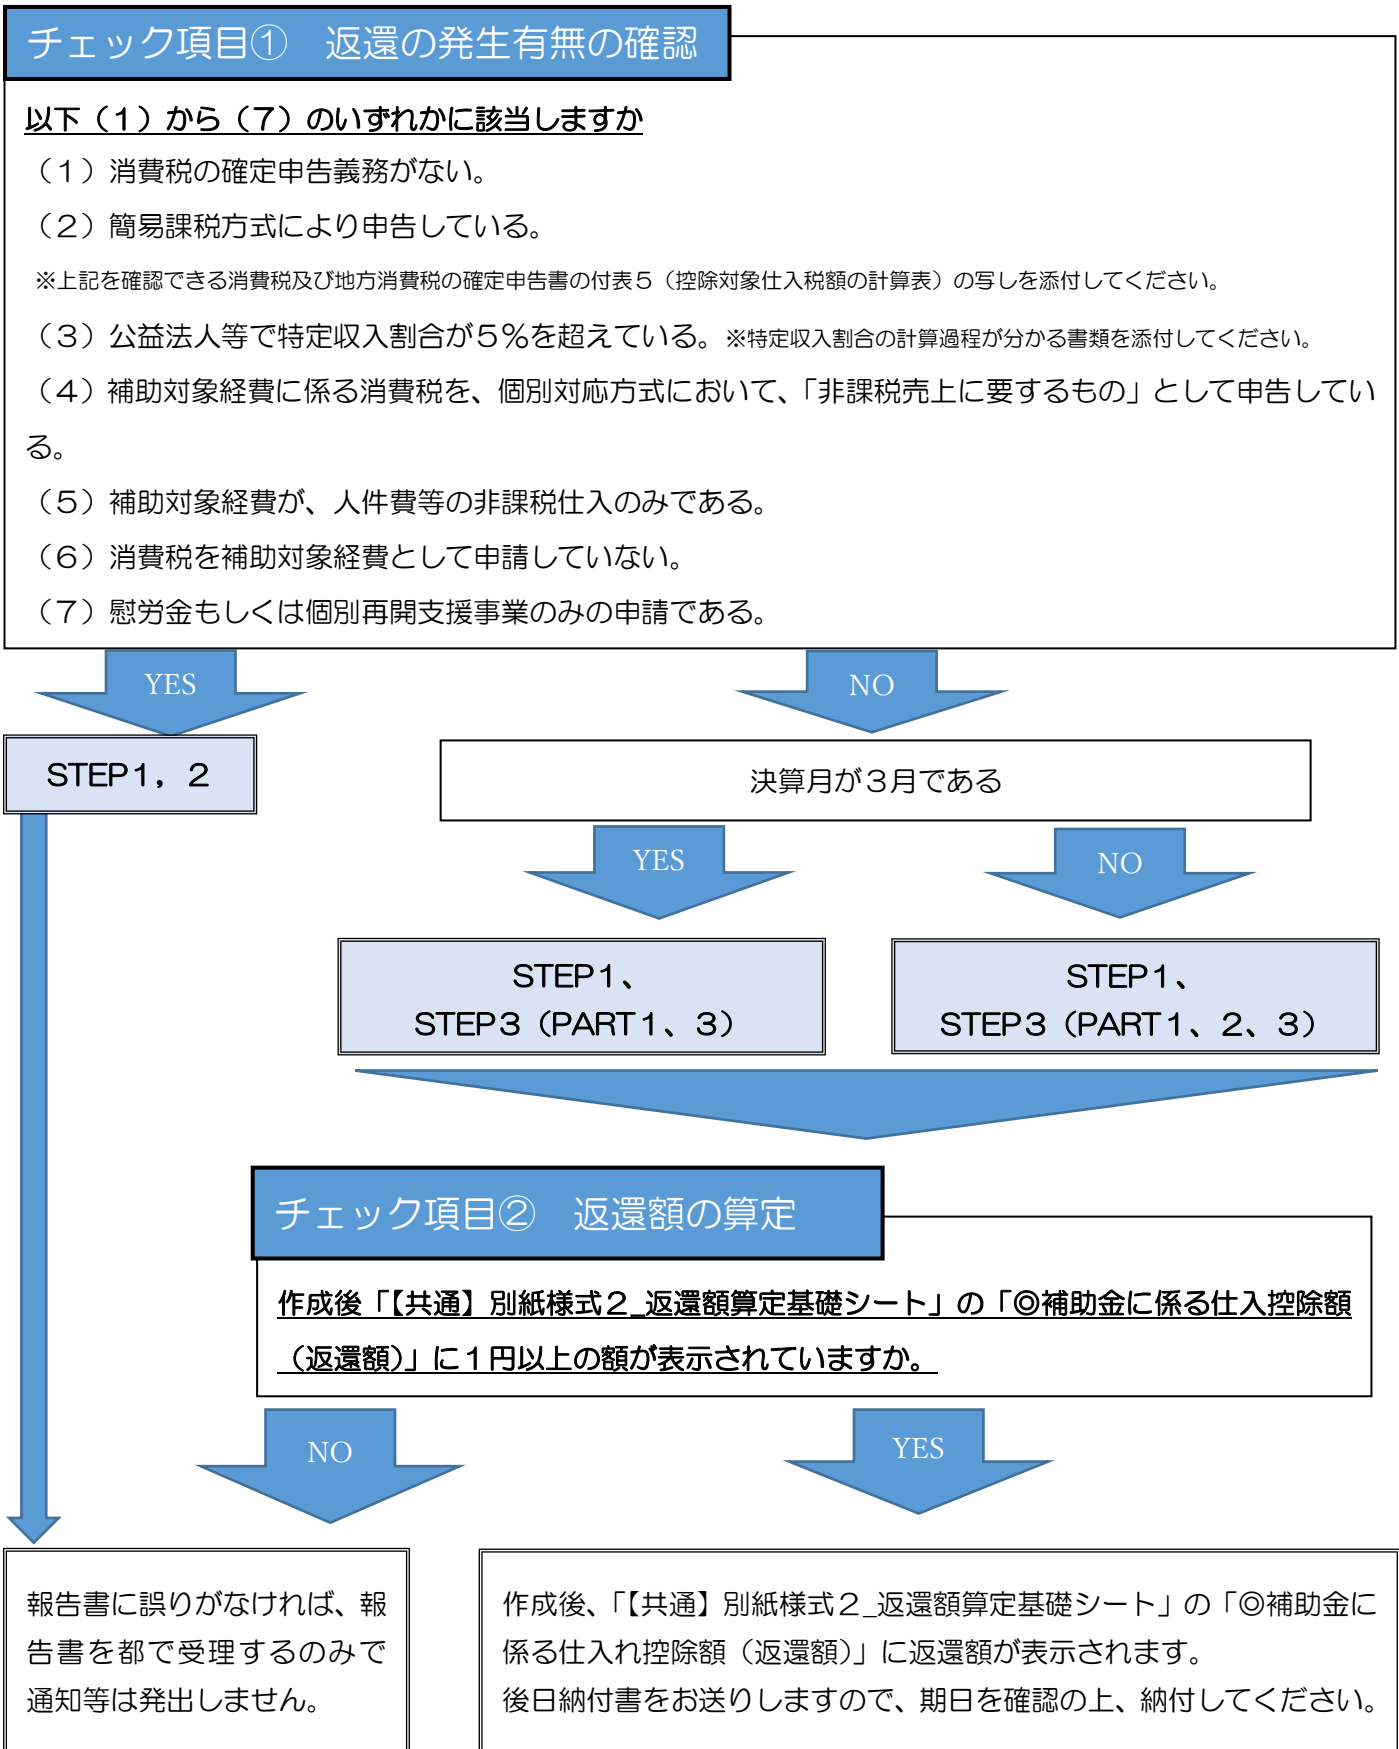 チェック項目①　返還の発生有無の確認
以下（１）から（７）のいずれかに該当しますか
（１）消費税の確定申告義務がない。
（２）簡易課税方式により申告している。
※上記を確認できる消費税及び地方消費税の確定申告書の付表５（控除対象仕入税額の計算表）の写しを添付してください。
（３）公益法人等で特定収入割合が５％を超えている。※特定収入割合の計算過程が分かる書類を添付してください。
（４）補助対象経費に係る消費税を、個別対応方式において、「非課税売上に要するもの」として申告してい
る。
（５）補助対象経費が、人件費等の非課税仕入のみである。
（６）消費税を補助対象経費として申請していない。
（７）慰労金もしくは個別再開支援事業のみの申請である。
YES
NO
STEP１，２
決算月が３月である
YES
NO
STEP１、
STEP３（PART１、３）
STEP１、
STEP３（PART１、２、３）
チェック項目②　返還額の算定
作成後「【共通】別紙様式２_返還額算定基礎シート」の「◎補助金に係る仕入控除額
（返還額）」に１円以上の額が表示されていますか。
NO
YES
報告書に誤りがなければ、報
告書を都で受理するのみで
通知等は発出しません。
作成後、「【共通】別紙様式２_返還額算定基礎シート」の「◎補助金に
係る仕入れ控除額（返還額）」に返還額が表示されます。
後日納付書をお送りしますので、期日を確認の上、納付してください。